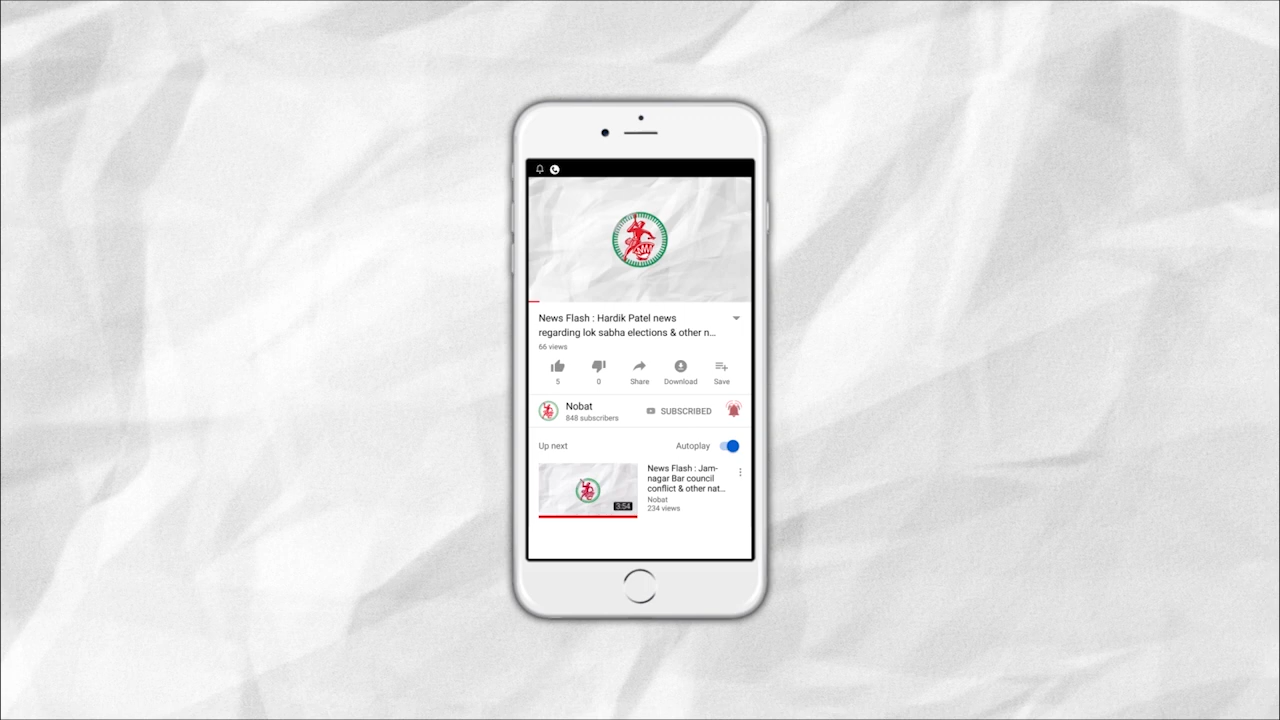 News Flash : Hardik Patel news
regarding lok sabha elections & other n...
66 views
5
0
Share
Download
Save
Nobat
848 subscribers
SUBSCRIBED
Up next
Autoplay
News Flash : Jam-
nagar Bar council
conflict & other nat...
Nobat
234 views
3:54